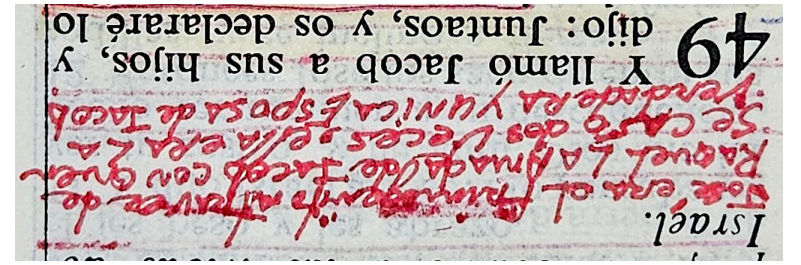 Israel.
José era el Primogenito atravez de
Raquel LA Amada de Jacob con quien
se caso dos veces, ella era LA
verdadera y unica Esposa de Jacob.
49 Y llamó Jacob a sus hijos, y
dijo: Juntaos, y os declararé lo